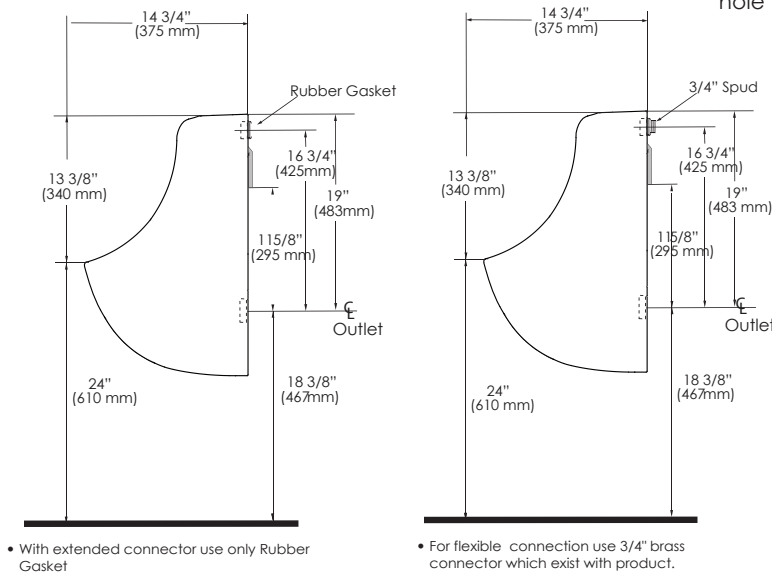 hole
14 3/4"
(375 mm)
Rubber Gasket
13 3/8"
(340 mm)
16 3/4"
(425mm)
19"
(483mm)
115/8"
(295 mm)
℄
Outlet
24"
(610 mm)
18 3/8"
(467mm)
• With extended connector use only Rubber
Gasket
14 3/4"
(375 mm)
3/4" Spud
13 3/8"
(340 mm)
16 3/4"
(425 mm)
19"
(483 mm)
115/8"
(295 mm)
℄
Outlet
24"
(610 mm)
18 3/8"
(467mm)
• For flexible connection use 3/4" brass
connector which exist with product.